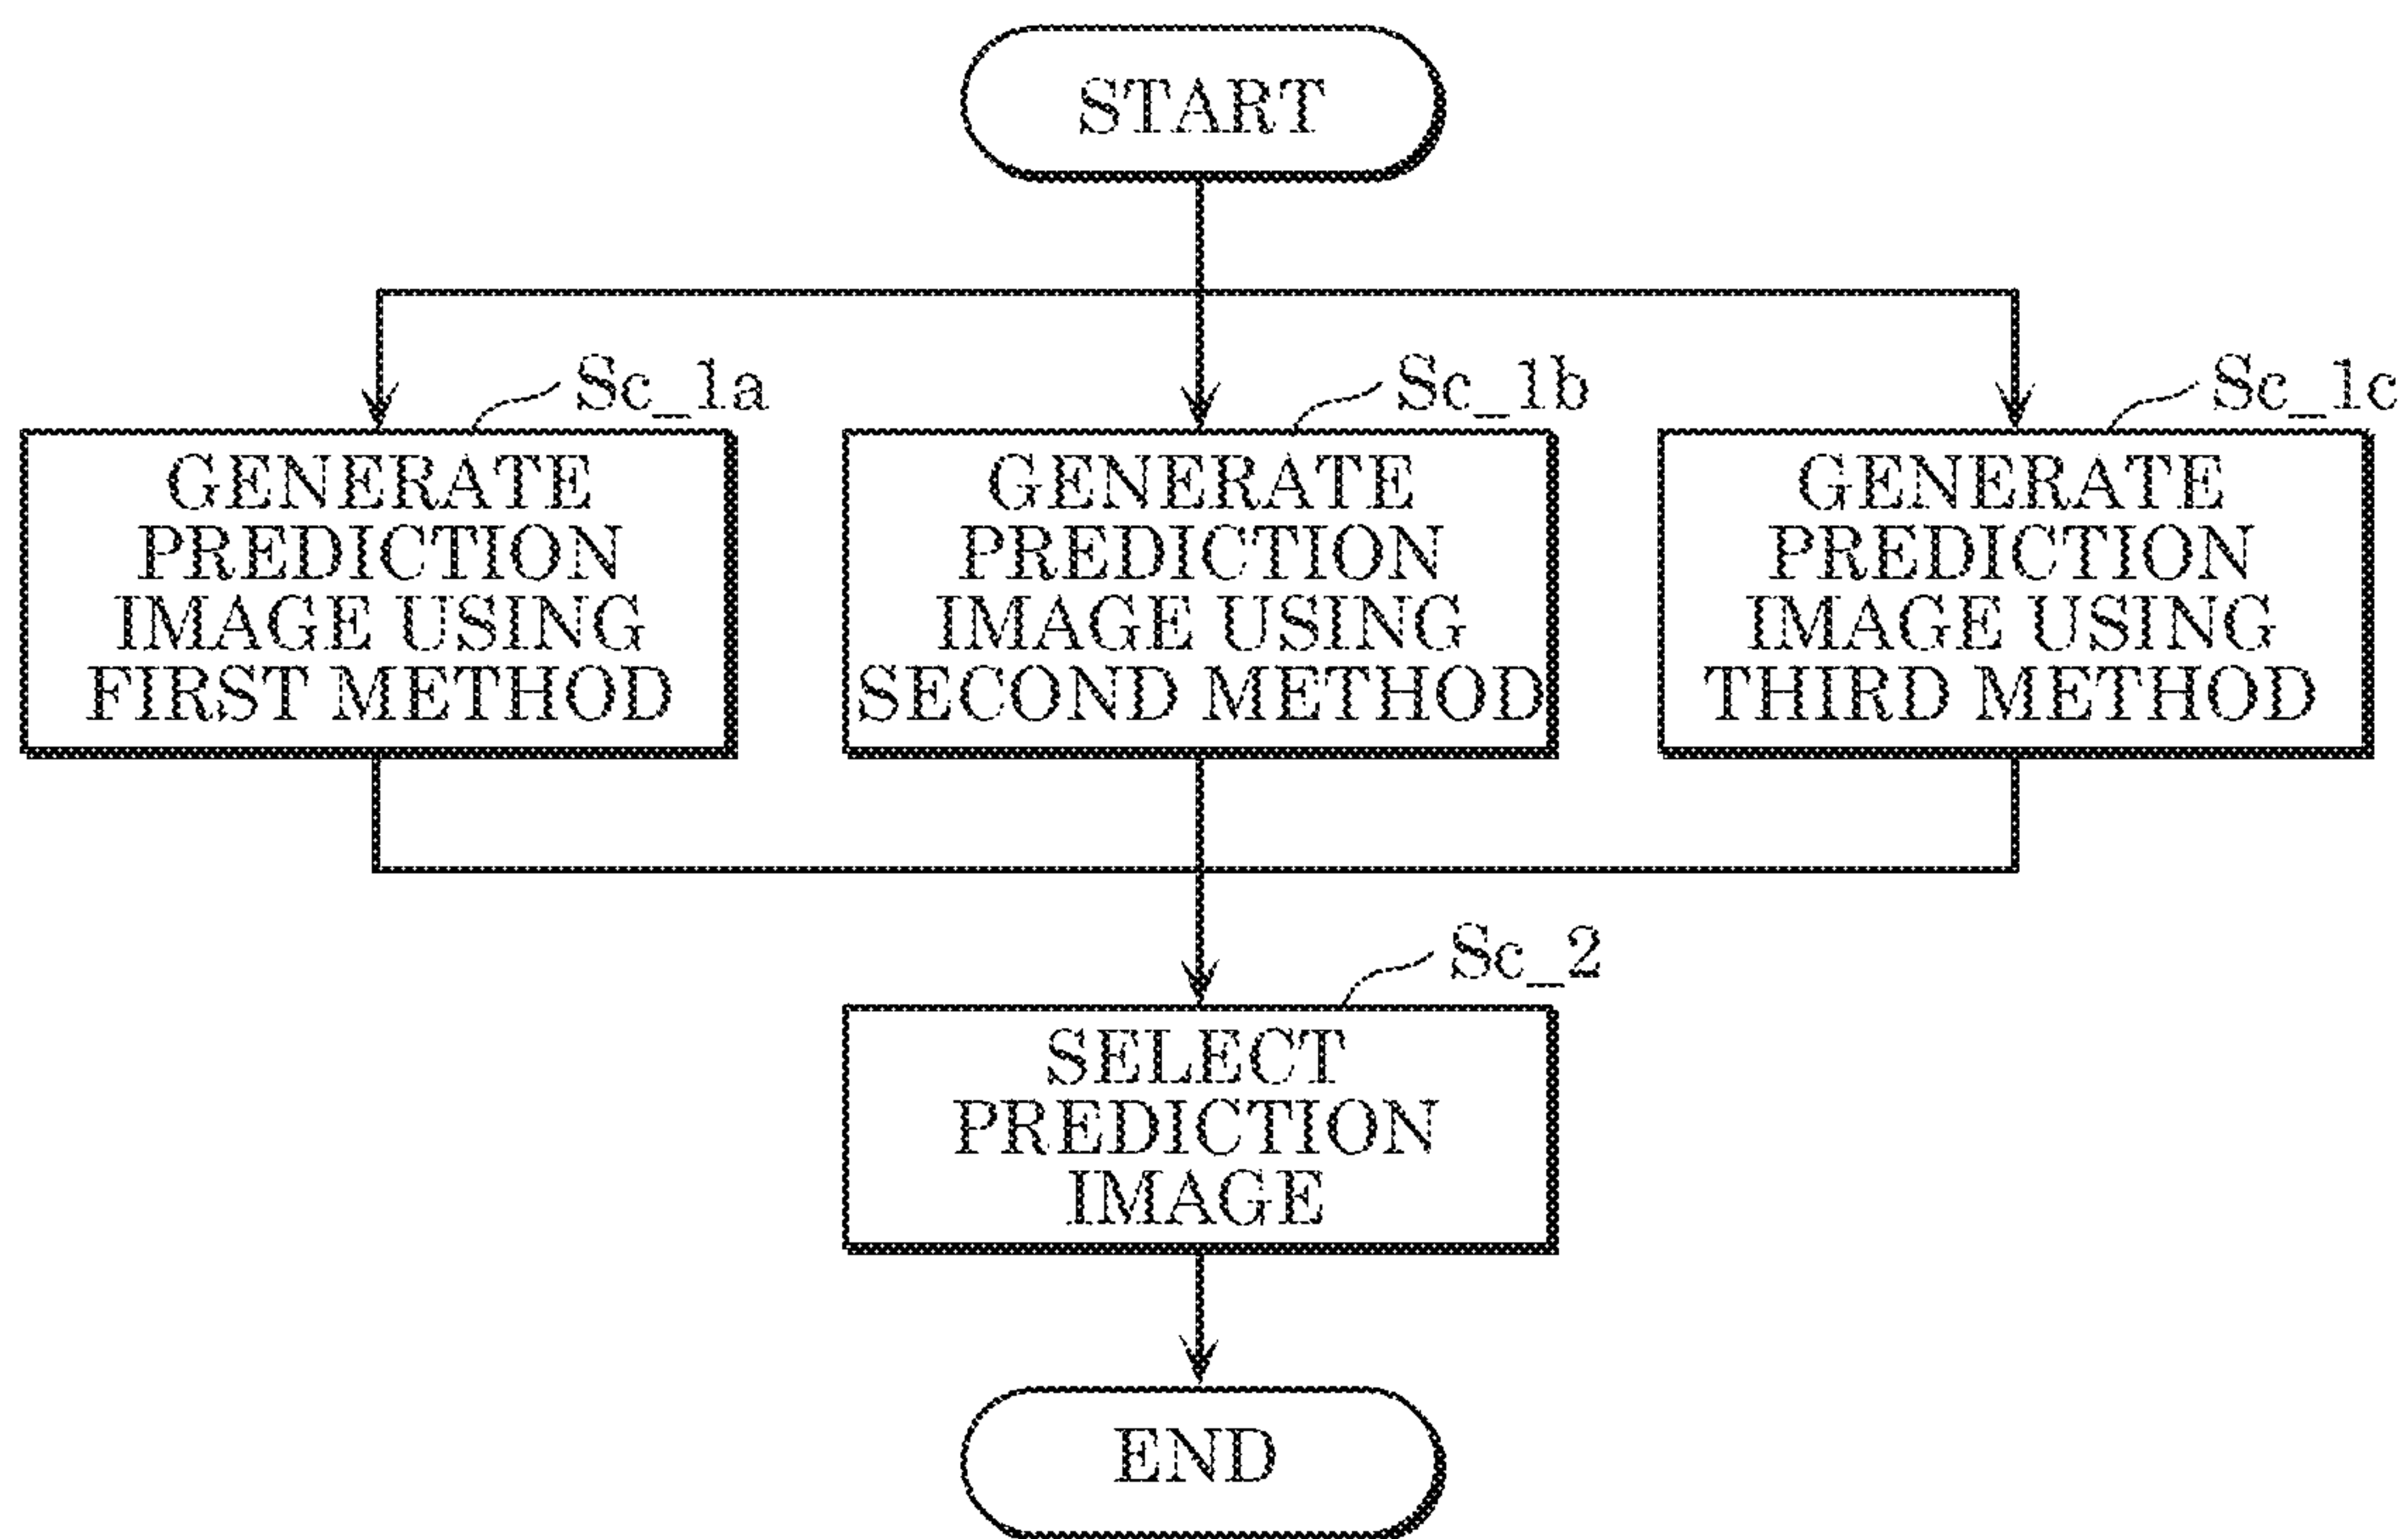 START
Sc_1a
GENERATE
PREDICTION
IMAGE USING
FIRST METHOD
Sc_1b
GENERATE
PREDICTION
IMAGE USING
SECOND METHOD
Sc_1c
GENERATE
PREDICTION
IMAGE USING
THIRD METHOD
Sc_2
SELECT
PREDICTION
IMAGE
END